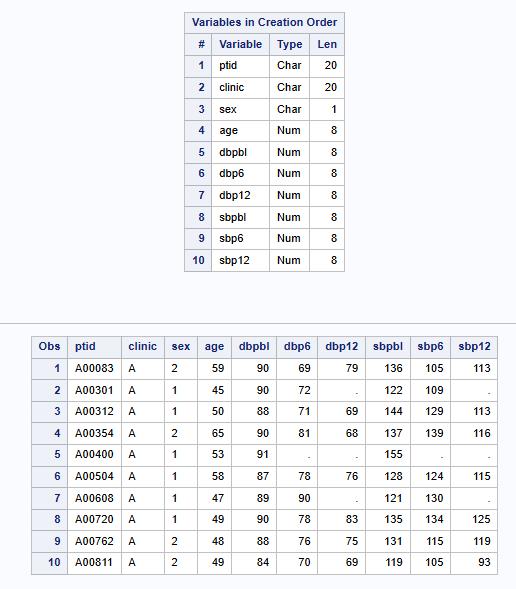 Variables in Creation Order
# Variable Type Len
1 ptid Char 20
2 clinic Char 20
3 sex Char 1
4 age Num 8
5 dbpbl Num 8
6 dbp6 Num 8
7 dbp12 Num 8
8 sbpbl Num 8
9 sbp6 Num 8
10 sbp12 Num 8
Obs ptid clinic sex age dbpbl dbp6 dbp12 sbpbl sbp6 sbp12
1 A00083 A 2 59 90 69 79 136 105 113
2 A00301 A 1 45 90 72 . 122 109 .
3 A00312 A 1 50 88 71 69 144 129 113
4 A00354 A 2 65 90 81 68 137 139 116
5 A00400 A 1 53 91 . . 155 . .
6 A00504 A 1 58 87 78 76 128 124 115
7 A00608 A 1 47 89 90 . 121 130 .
8 A00720 A 1 49 90 78 83 135 134 125
9 A00762 A 2 48 88 76 75 131 115 119
10 A00811 A 2 49 84 70 69 119 105 93